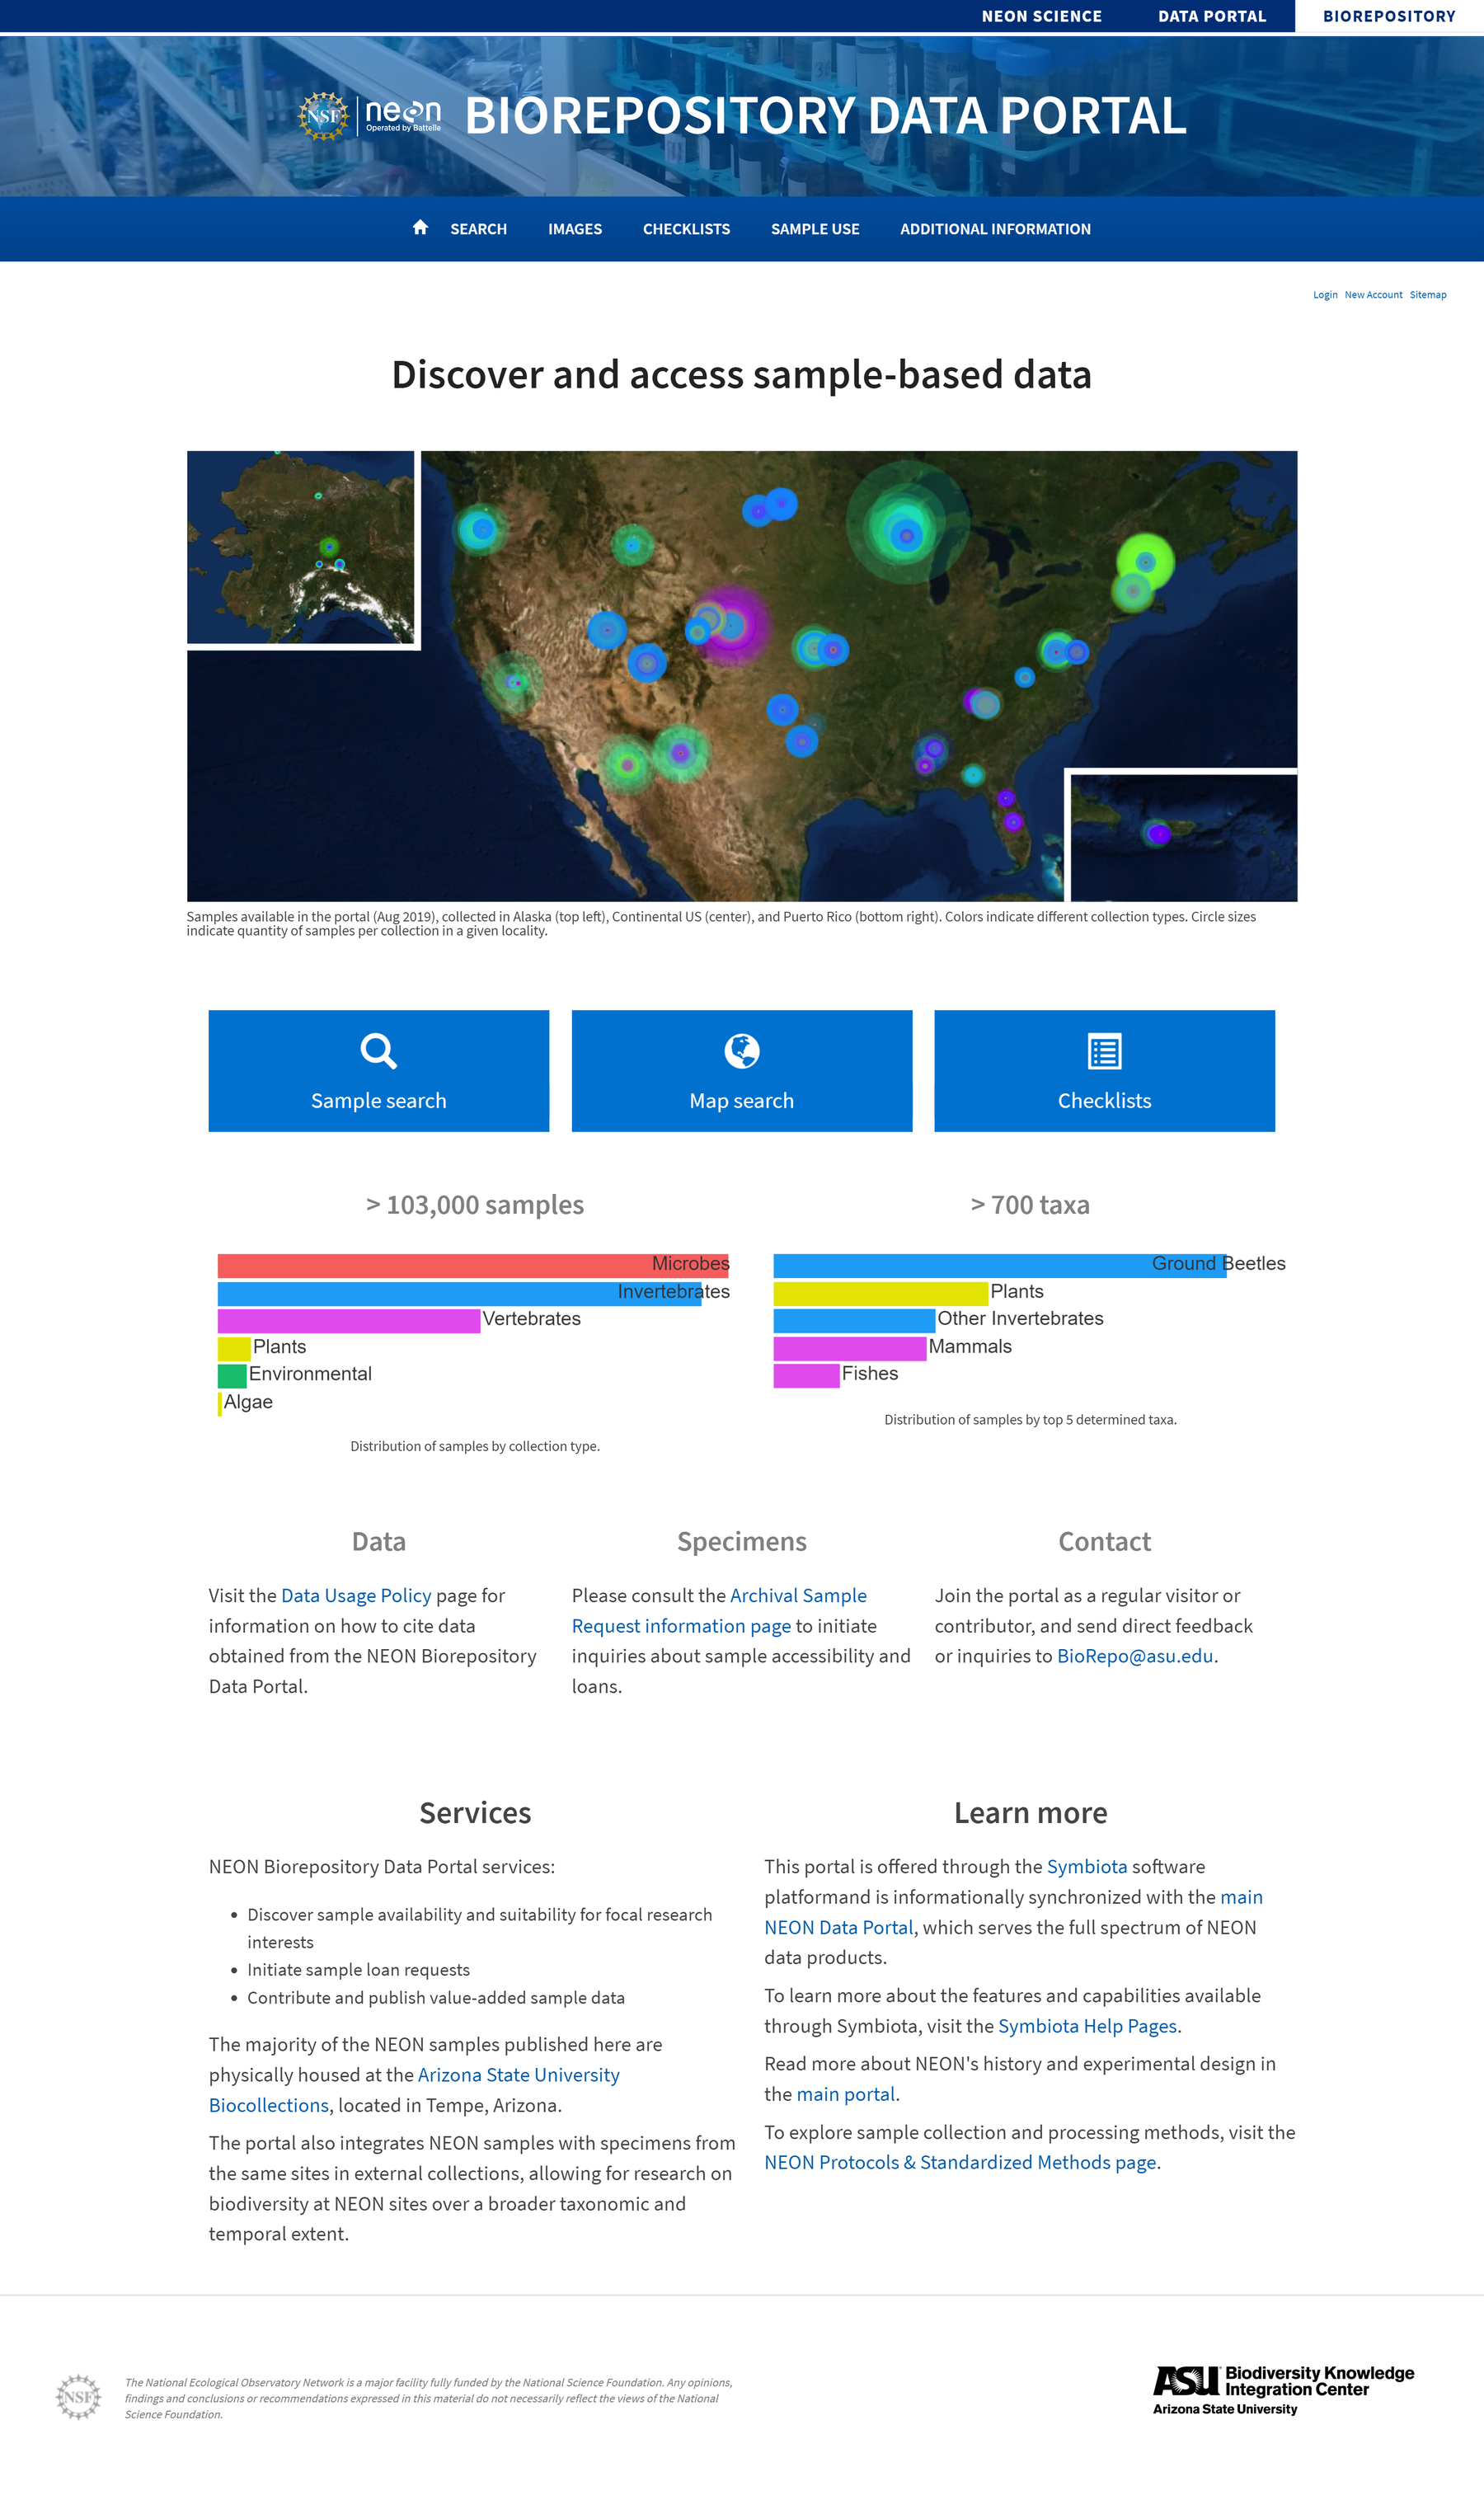 NEON SCIENCE DATA PORTAL BIOREPOSITORY
NSF neon Operated by Battelle BIOREPOSITORY DATA PORTAL
SEARCH IMAGES CHECKLISTS SAMPLE USE ADDITIONAL INFORMATION
Login New Account Sitemap
Discover and access sample-based data
Samples available in the portal (Aug 2019), collected in Alaska (top left), Continental US (center), and Puerto Rico (bottom right). Colors indicate different collection types. Circle sizes
indicate quantity of samples per collection in a given locality.
Sample search
Map search
Checklists
> 103,000 samples
Microbes
Invertebrates
Vertebrates
Plants
Environmental
Algae
Distribution of samples by collection type.
> 700 taxa
Ground Beetles
Plants
Other Invertebrates
Mammals
Fishes
Distribution of samples by top 5 determined taxa.
Data
Visit the Data Usage Policy page for
information on how to cite data
obtained from the NEON Biorepository
Data Portal.
Specimens
Please consult the Archival Sample
Request information page to initiate
inquiries about sample accessibility and
loans.
Contact
Join the portal as a regular visitor or
contributor, and send direct feedback
or inquiries to BioRepo@asu.edu.
Services
NEON Biorepository Data Portal services:
• Discover sample availability and suitability for focal research
interests
• Initiate sample loan requests
• Contribute and publish value-added sample data
The majority of the NEON samples published here are
physically housed at the Arizona State University
Biocollections, located in Tempe, Arizona.
The portal also integrates NEON samples with specimens from
the same sites in external collections, allowing for research on
biodiversity at NEON sites over a broader taxonomic and
temporal extent.
Learn more
This portal is offered through the Symbiota software
platformand is informationally synchronized with the main
NEON Data Portal, which serves the full spectrum of NEON
data products.
To learn more about the features and capabilities available
through Symbiota, visit the Symbiota Help Pages.
Read more about NEON's history and experimental design in
the main portal.
To explore sample collection and processing methods, visit the
NEON Protocols & Standardized Methods page.
NSF
The National Ecological Observatory Network is a major facility fully funded by the National Science Foundation. Any opinions,
findings and conclusions or recommendations expressed in this material do not necessarily reflect the views of the National
Science Foundation.
ASU Biodiversity Knowledge
Integration Center
Arizona State University